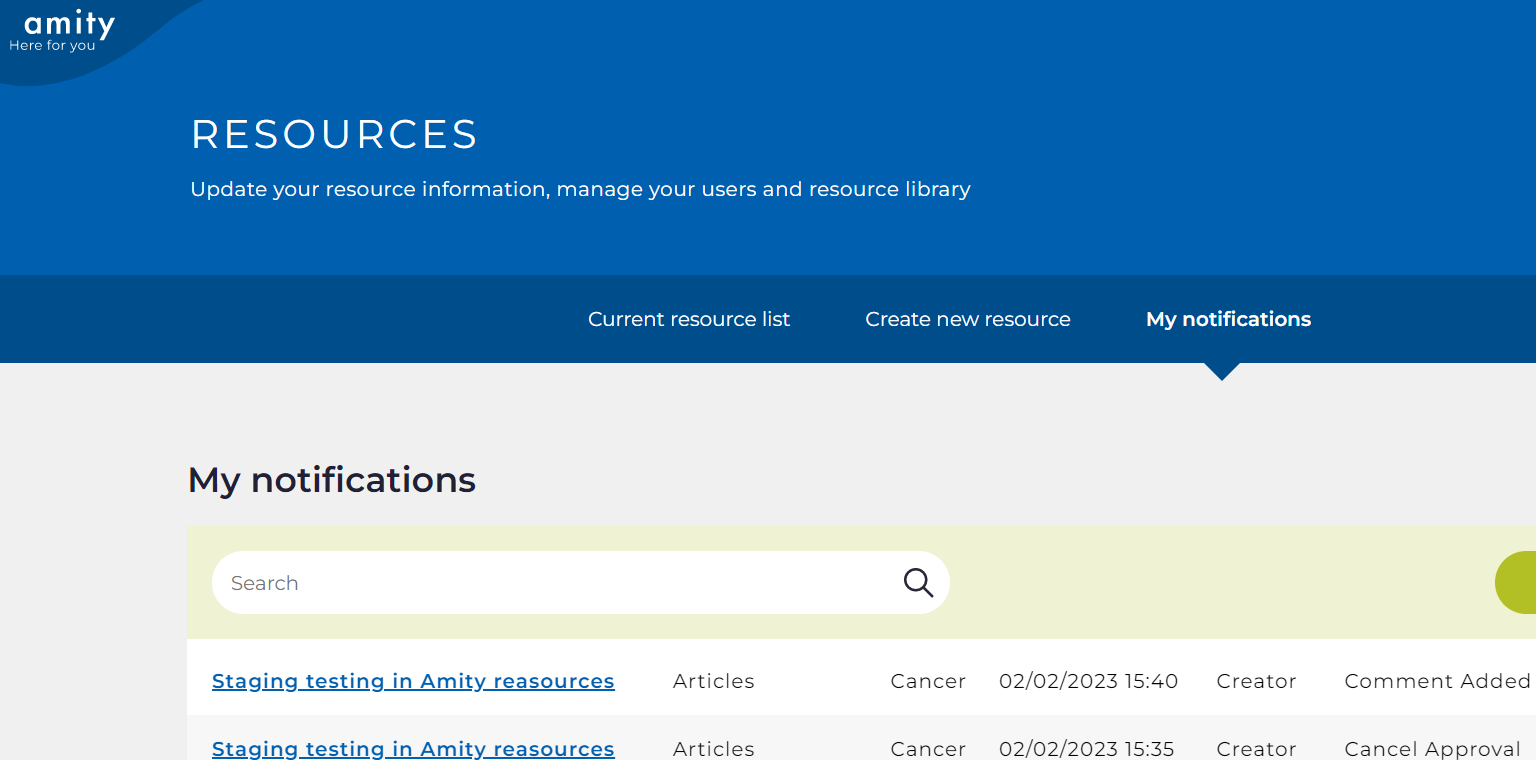 amity
Here for you
RESOURCES
Update your resource information, manage your users and resource library
Current resource list Create new resource My notifications
My notifications
Search
Staging testing in Amity reasources Articles Cancer 02/02/2023 15:40 Creator Comment Added
Staging testing in Amity reasources Articles Cancer 02/02/2023 15:35 Creator Cancel Approval